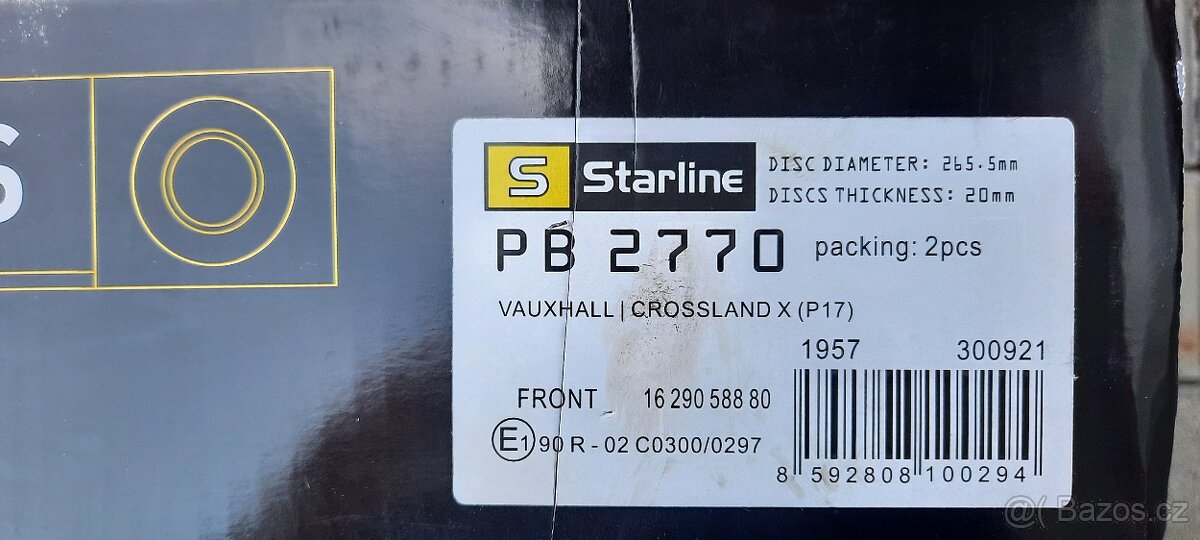 S
S Starline
DISC DIAMETER: 265.5mm
DISCS THICKNESS: 20mm
PB 2770 packing: 2pcs
VAUXHALL | CROSSLAND X (P17)
1957 300921
FRONT 16 290 588 80
E1 90 R - 02 C0300/0297
8 592808 100294
@( Bazos.cz